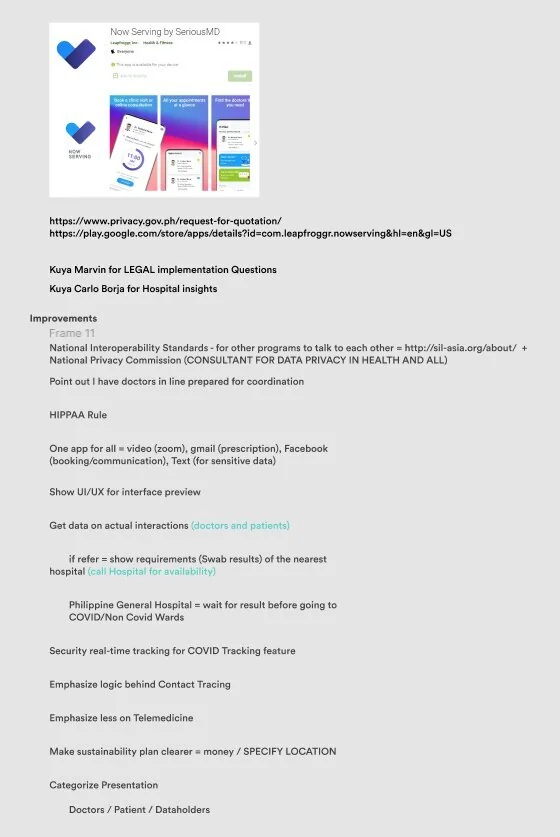 Now Serving by SeriousMD
Leapfroggr Inc. Health & Fitness
Everyone
This app is available for your device
Install
Book a clinic visit or
online consultation
All your appointments
at a glance
Find the doctors t
you need
11:00
NOW
SERVING
https://www.privacy.gov.ph/request-for-quotation/
https://play.google.com/store/apps/details?id=com.leapfroggr.nowserving&hl=en&gl=US
Kuya Marvin for LEGAL implementation Questions
Kuya Carlo Borja for Hospital insights
Improvements
Frame 11
National Interoperability Standards - for other programs to talk to each other = http://sil-asia.org/about/ +
National Privacy Commission (CONSULTANT FOR DATA PRIVACY IN HEALTH AND ALL)
Point out I have doctors in line prepared for coordination
HIPPAA Rule
One app for all = video (zoom), gmail (prescription), Facebook
(booking/communication), Text (for sensitive data)
Show UI/UX for interface preview
Get data on actual interactions (doctors and patients)
if refer = show requirements (Swab results) of the nearest
hospital (call Hospital for availability)
Philippine General Hospital = wait for result before going to
COVID/Non Covid Wards
Security real-time tracking for COVID Tracking feature
Emphasize logic behind Contact Tracing
Emphasize less on Telemedicine
Make sustainability plan clearer = money / SPECIFY LOCATION
Categorize Presentation
Doctors / Patient / Dataholders